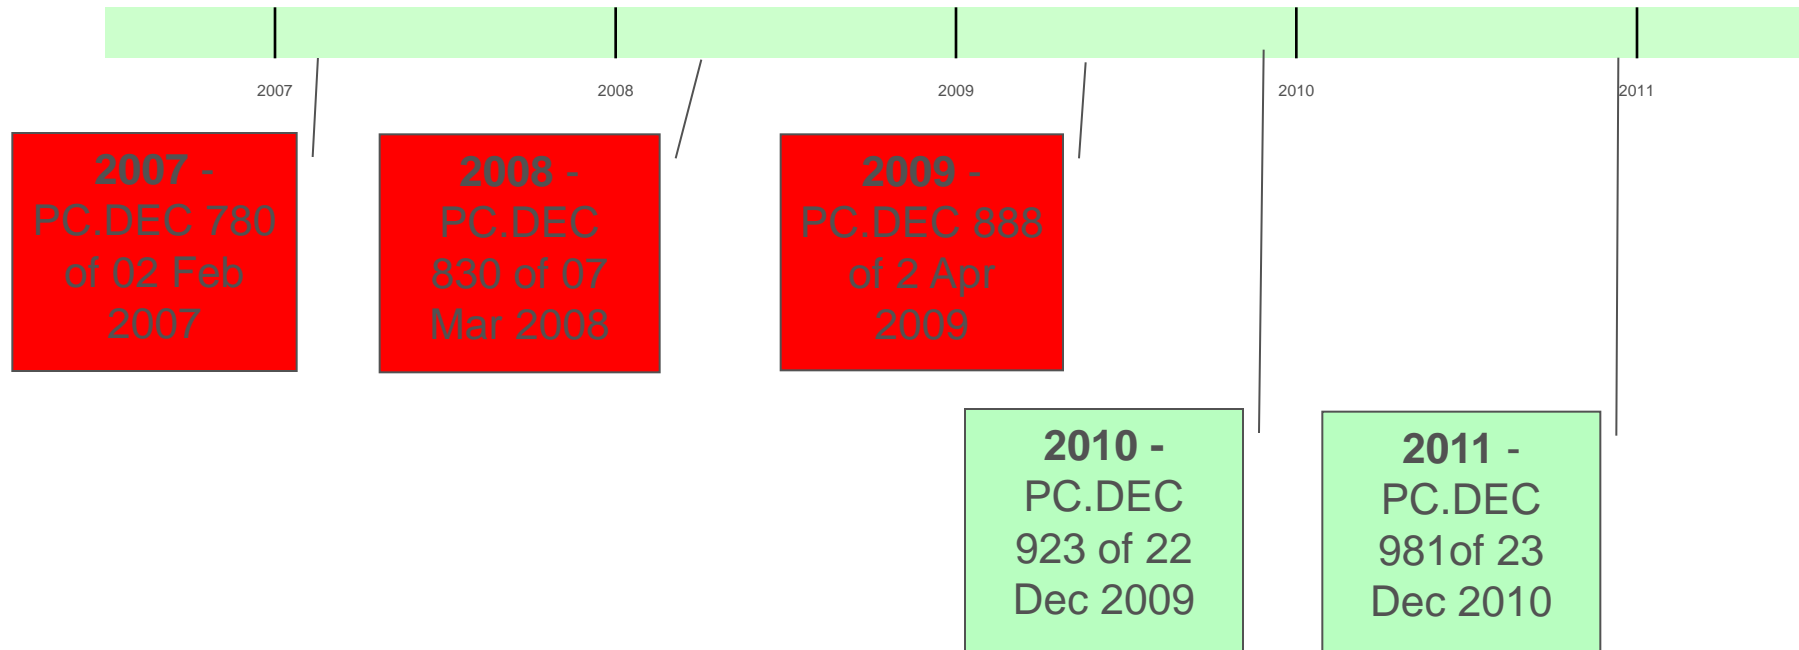 2007
2008
2009
2010
2011
2007 -
PC.DEC 780
of 02 Feb
2007
2008 -
PC.DEC
830 of 07
Mar 2008
2009 -
PC.DEC 888
of 2 Apr
2009
2010 -
PC.DEC
923 of 22
Dec 2009
2011 -
PC.DEC
981of 23
Dec 2010